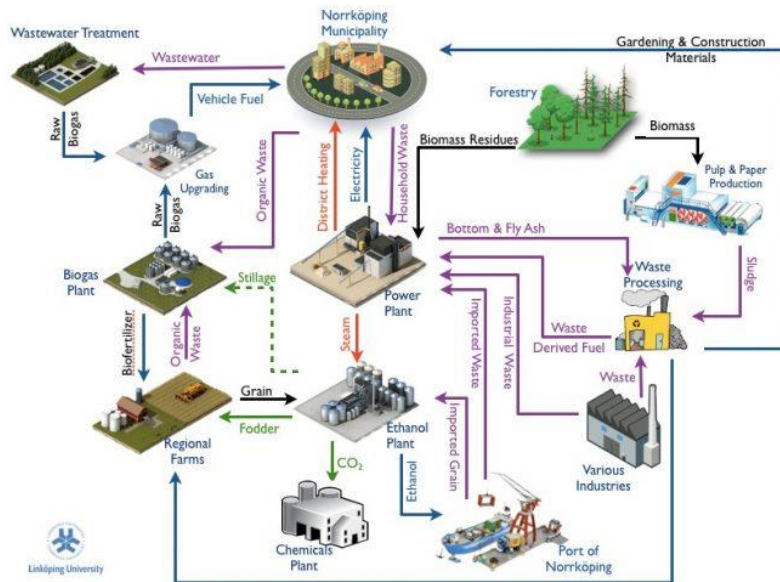 Norrköping
Municipality
Wastewater Treatment
Wastewater
Gardening & Construction
Materials
Vehicle Fuel
Forestry
Raw
Biogas
Gas
Upgrading
Organic Waste
District Heating
Electricity
Household Waste
Biomass Residues
Biomass
Pulp & Paper
Production
Raw
Biogas
Bottom & Fly Ash
Sludge
Biogas
Plant
Stillage
Power
Plant
Waste
Processing
Imported Waste
Industrial Waste
Waste
Derived Fuel
Biofertilizer
Organic
Waste
Steam
Waste
Grain
Fodder
Regional
Farms
Ethanol
Plant
Imported Grain
Various
Industries
CO₂
Ethanol
Chemicals
Plant
Port of
Norrköping
Linköping University